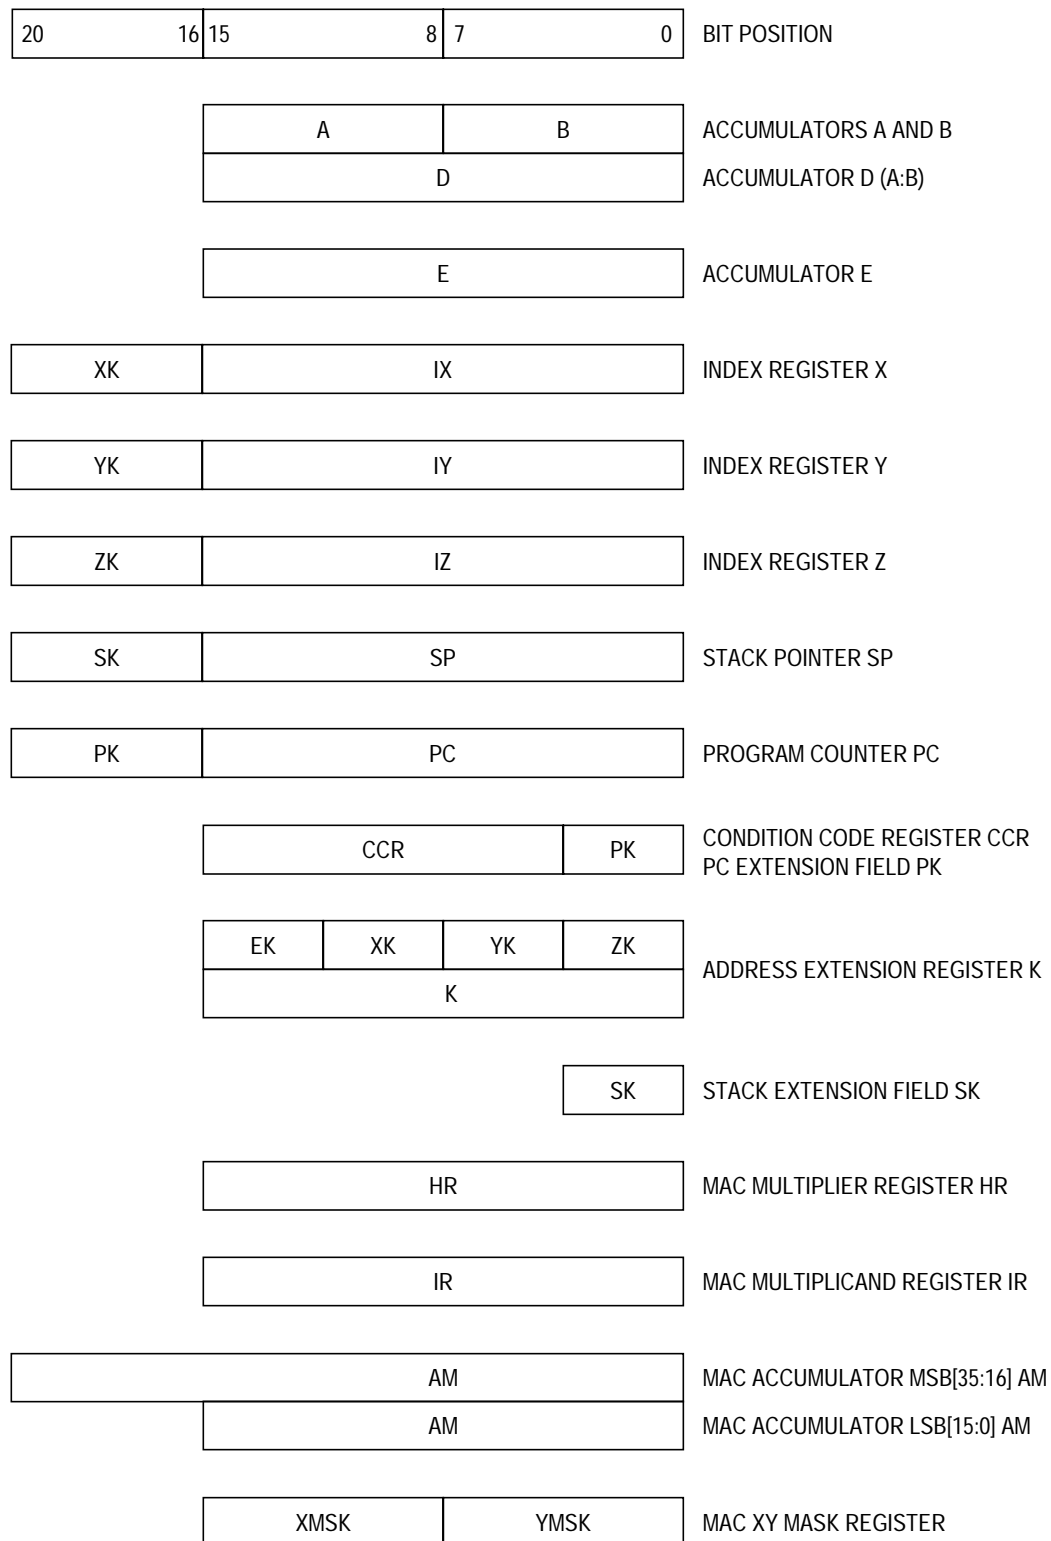 20 16 15 8 7 0 BIT POSITION
A B ACCUMULATORS A AND B
D ACCUMULATOR D (A:B)
E ACCUMULATOR E
XK IX INDEX REGISTER X
YK IY INDEX REGISTER Y
ZK IZ INDEX REGISTER Z
SK SP STACK POINTER SP
PK PC PROGRAM COUNTER PC
CCR PK CONDITION CODE REGISTER CCR
PC EXTENSION FIELD PK
EK XK YK ZK
ADDRESS EXTENSION REGISTER K
K
SK STACK EXTENSION FIELD SK
HR MAC MULTIPLIER REGISTER HR
IR MAC MULTIPLICAND REGISTER IR
AM MAC ACCUMULATOR MSB[35:16] AM
AM MAC ACCUMULATOR LSB[15:0] AM
XMSK YMSK MAC XY MASK REGISTER